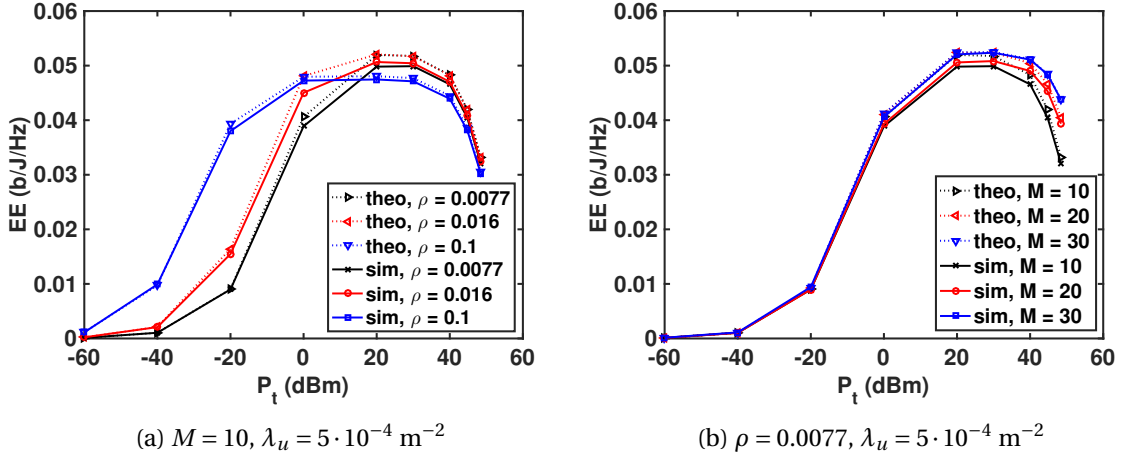 0.06
0.05
0.04
0.03
0.02
0.01
0
EE (b/J/Hz)
-60 -40 -20 0 20 40 60
P_t (dBm)
theo, ρ = 0.0077
theo, ρ = 0.016
theo, ρ = 0.1
sim, ρ = 0.0077
sim, ρ = 0.016
sim, ρ = 0.1
(a) M = 10, λ_u = 5 · 10⁻⁴ m⁻²
0.06
0.05
0.04
0.03
0.02
0.01
0
EE (b/J/Hz)
-60 -40 -20 0 20 40 60
P_t (dBm)
theo, M = 10
theo, M = 20
theo, M = 30
sim, M = 10
sim, M = 20
sim, M = 30
(b) ρ = 0.0077, λ_u = 5 · 10⁻⁴ m⁻²